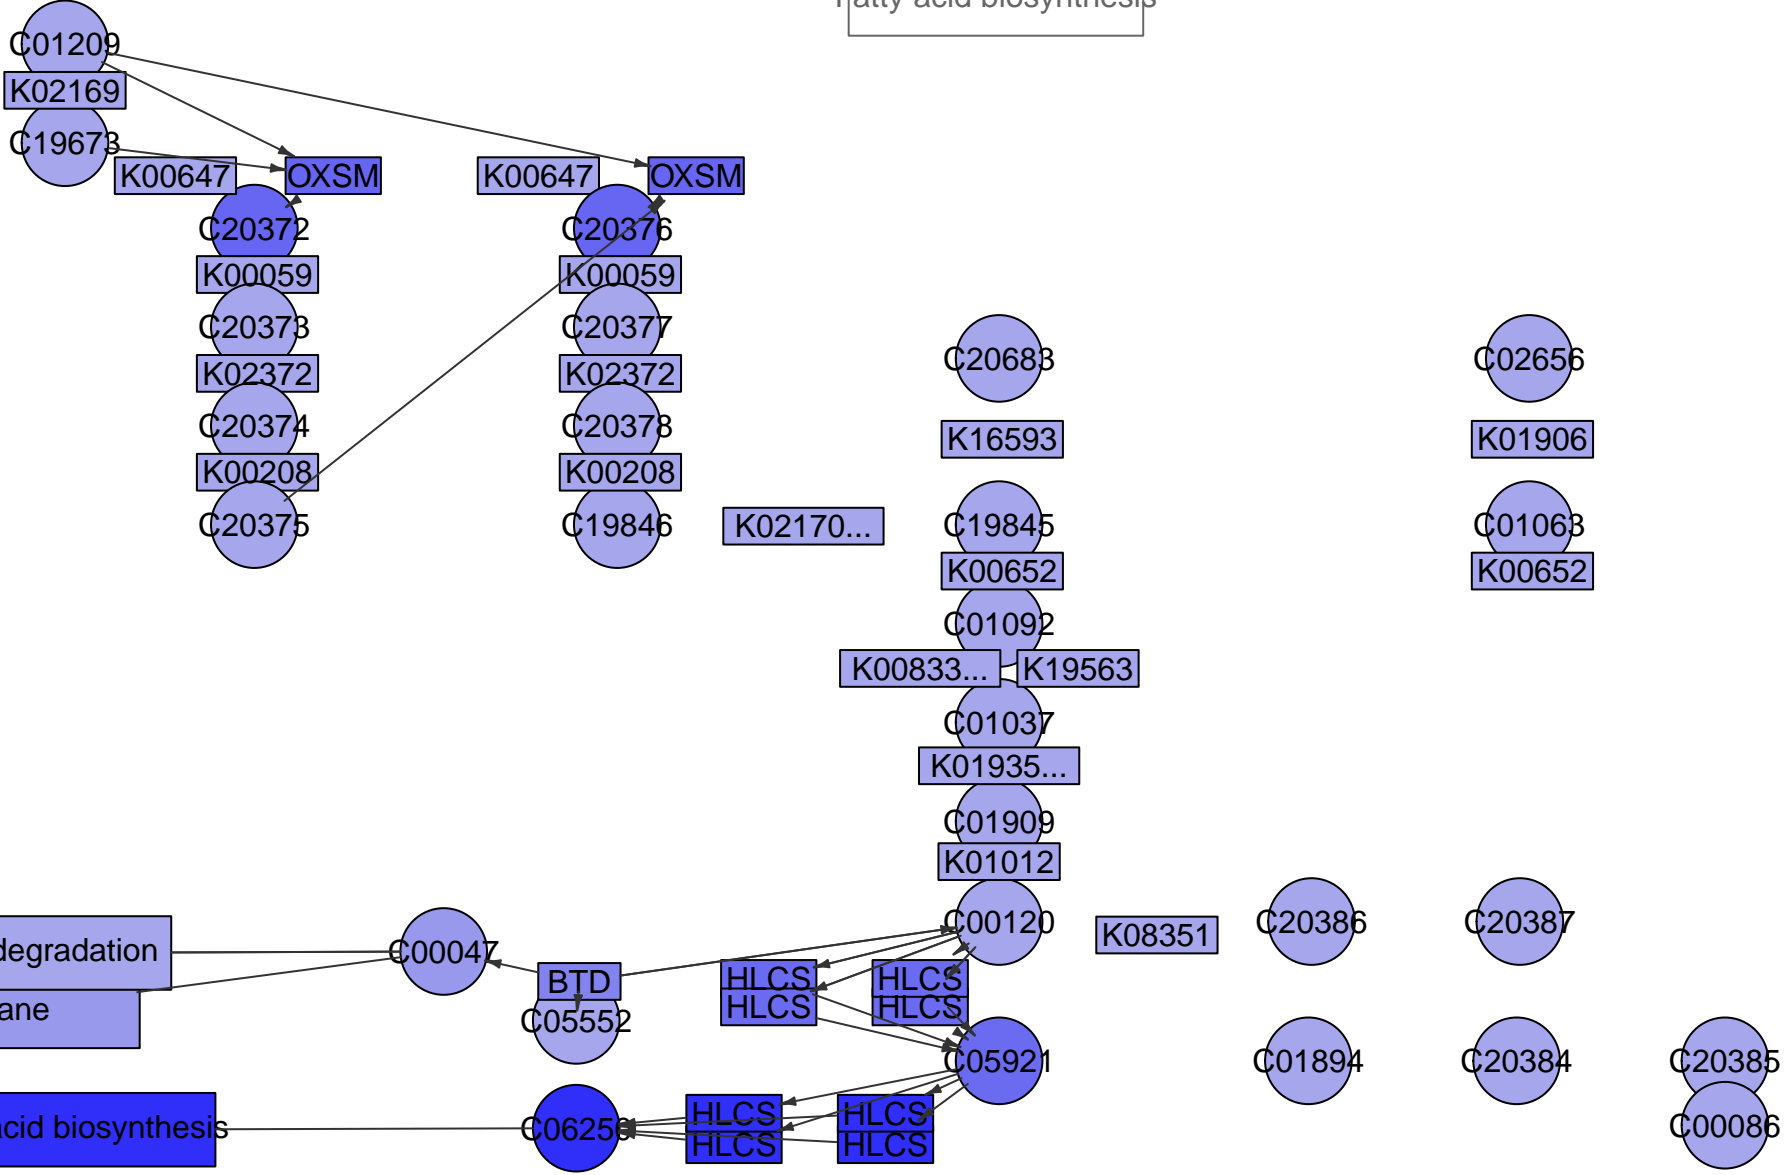 Fatty acid biosynthesis
C01209
K02169
C19673
K00647
OXSM
K00647
OXSM
C20372
C20376
K00059
K00059
C20373
C20377
K02372
K02372
C20374
C20378
K00208
K00208
C20375
C19846
K02170...
C20683
C02656
K16593
K01906
C19845
C01063
K00652
K00652
C01092
K00833...
K19563
C01037
K01935...
C01909
K01012
C00120
K08351
C20386
C20387
degradation
C00047
BTD
HLCS
HLCS
HLCS
HLCS
ane
C05552
C05921
C01894
C20384
C20385
acid biosynthesis
C06250
HLCS
HLCS
HLCS
HLCS
C00086